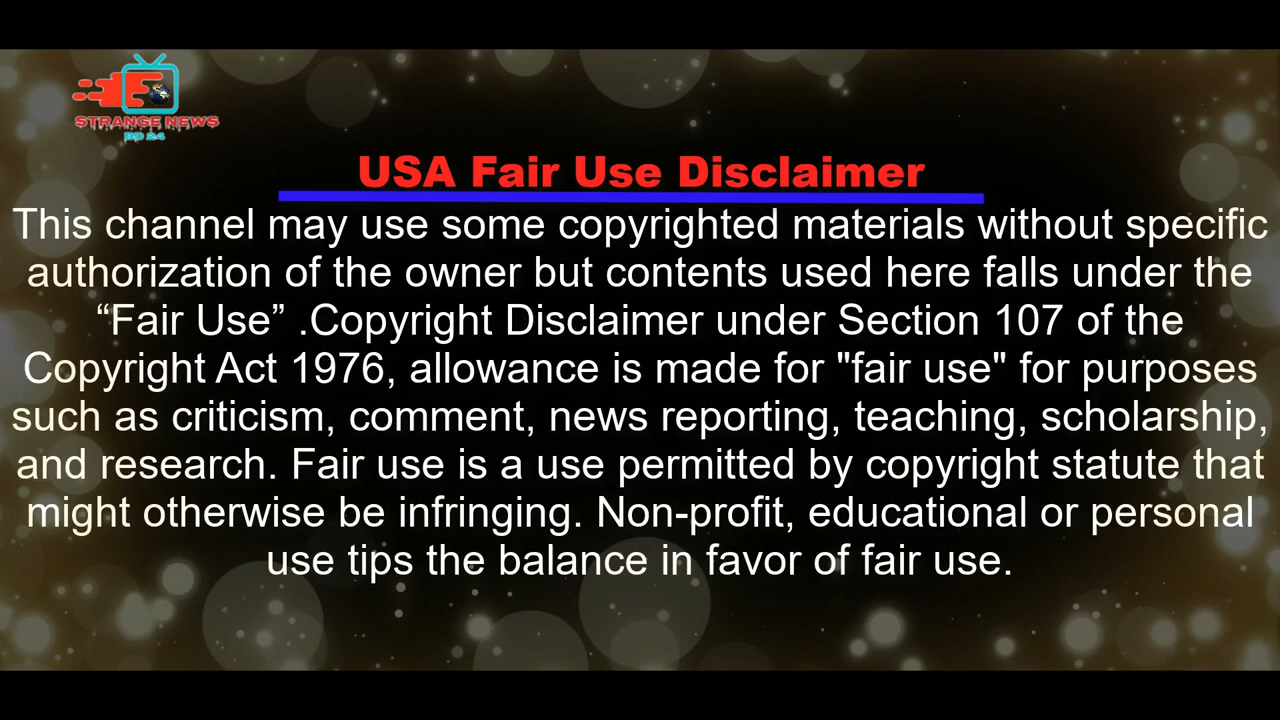 STRANGE NEWS
BD 24
USA Fair Use Disclaimer
This channel may use some copyrighted materials without specific
authorization of the owner but contents used here falls under the
“Fair Use” .Copyright Disclaimer under Section 107 of the
Copyright Act 1976, allowance is made for "fair use" for purposes
such as criticism, comment, news reporting, teaching, scholarship,
and research. Fair use is a use permitted by copyright statute that
might otherwise be infringing. Non-profit, educational or personal
use tips the balance in favor of fair use.